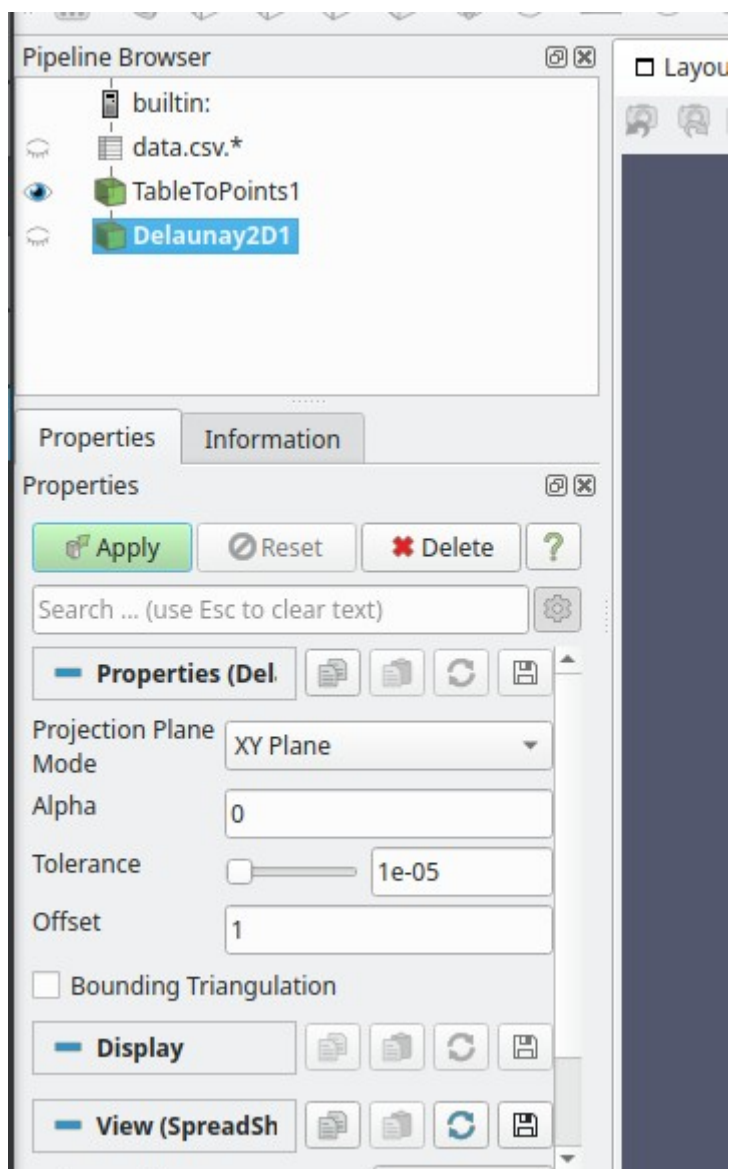 Pipeline Browser
Layou
builtin:
data.csv.*
TableToPoints1
Delaunay2D1
Properties Information
Properties
Apply Reset Delete ?
Search ... (use Esc to clear text)
Properties (Del
Projection Plane
Mode
XY Plane
Alpha 0
Tolerance 1e-05
Offset 1
Bounding Triangulation
Display
View (SpreadSh